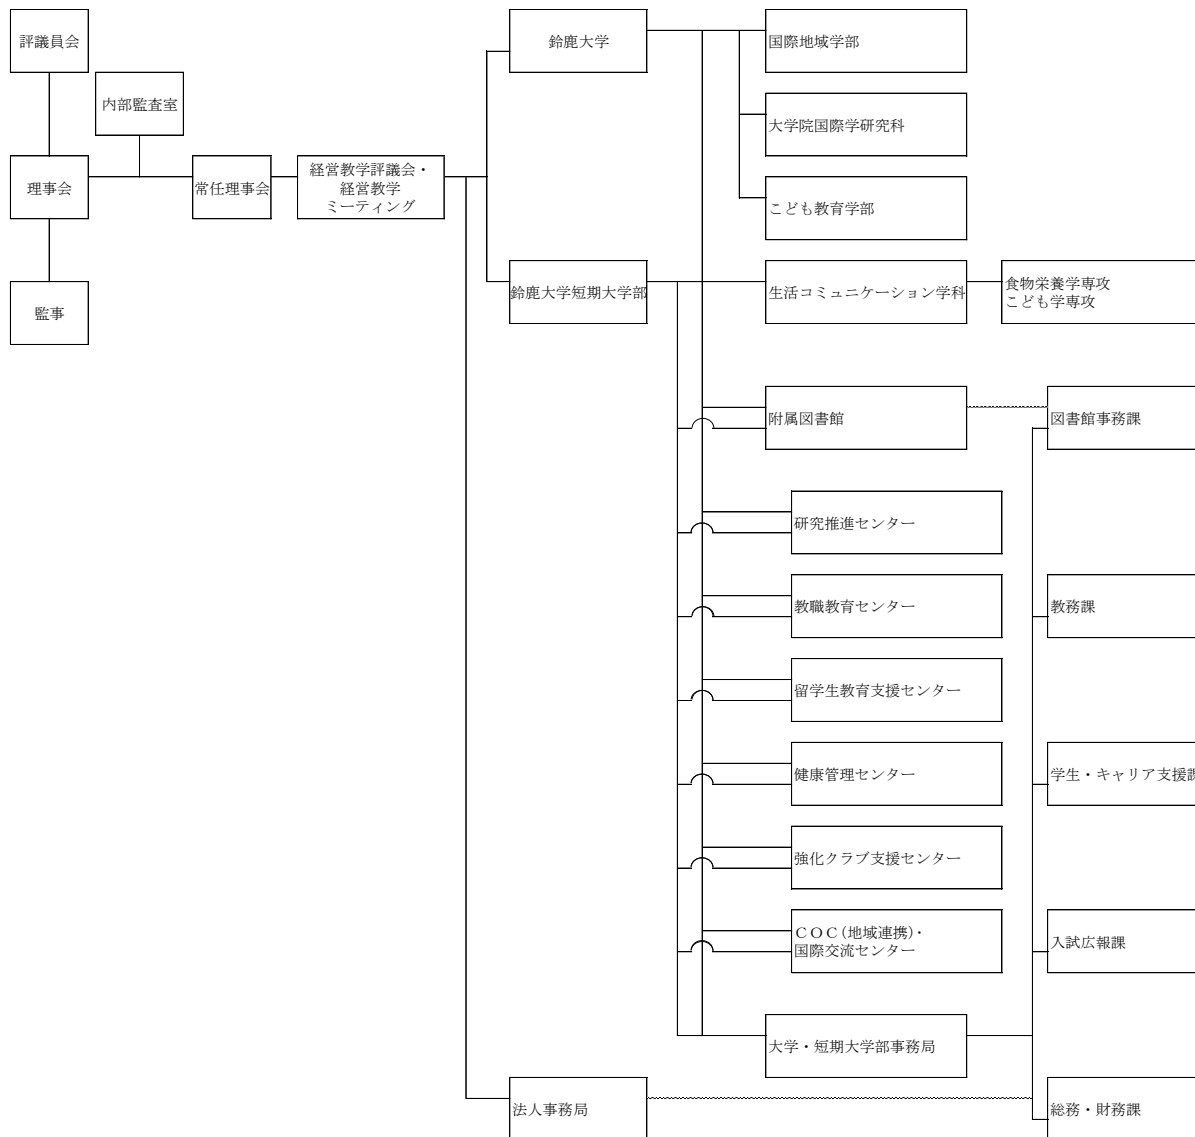 評議員会
内部監査室
理事会
監事
常任理事会
経営教学評議会・
経営教学
ミーティング
鈴鹿大学
国際地域学部
大学院国際学研究科
こども教育学部
鈴鹿大学短期大学部
生活コミュニケーション学科
食物栄養学専攻
こども学専攻
附属図書館
図書館事務課
研究推進センター
教職教育センター
教務課
留学生教育支援センター
健康管理センター
学生・キャリア支援課
強化クラブ支援センター
ＣＯＣ(地域連携)・
国際交流センター
入試広報課
大学・短期大学部事務局
法人事務局
総務・財務課